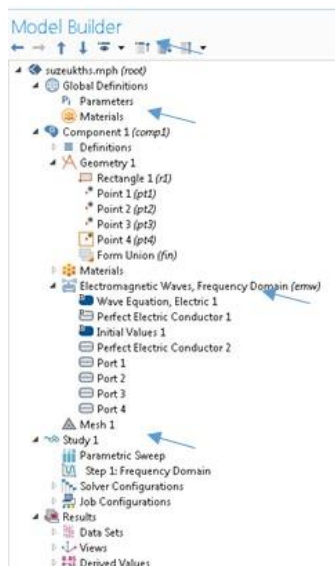 Model Builder
suzeukths.mph (root)
Global Definitions
Pi Parameters
Materials
Component 1 (comp1)
Definitions
Geometry 1
Rectangle 1 (r1)
Point 1 (pt1)
Point 2 (pt2)
Point 3 (pt3)
Point 4 (pt4)
Form Union (fin)
Materials
Electromagnetic Waves, Frequency Domain (emw)
Wave Equation, Electric 1
Perfect Electric Conductor 1
Initial Values 1
Perfect Electric Conductor 2
Port 1
Port 2
Port 3
Port 4
Mesh 1
Study 1
Parametric Sweep
Step 1: Frequency Domain
Solver Configurations
Job Configurations
Results
Data Sets
Views
Derived Values